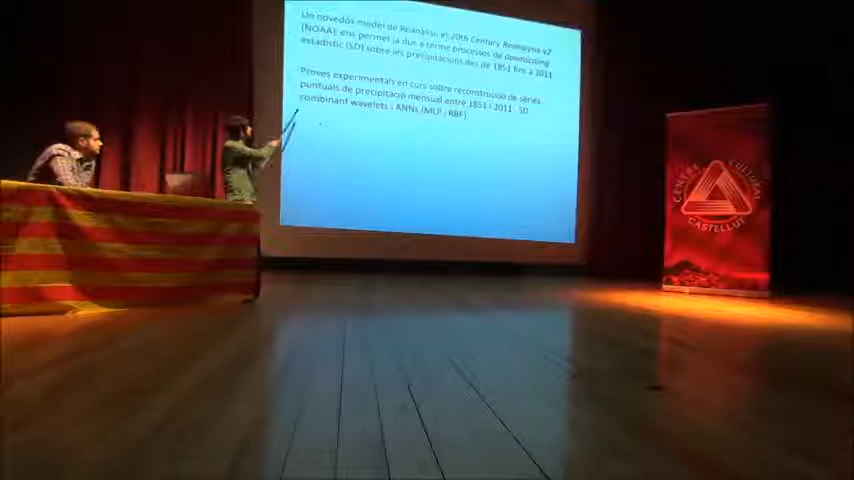 Un novedós model de Reanàlisi, el 20th Century Reanalysis v2
(NOAA), ens permet ja dur a terme processos de downscaling
estadístic (SD) sobre les precipitacions des de 1851 fins a 2011
Proves experimentals en curs sobre reconstrucció de sèries
puntuals de precipitació mensual entre 1851 i 2011: SD
combinant wavelets i ANNs (MLP i RBF)
CENTRE CULTURAL
CASTELLUT